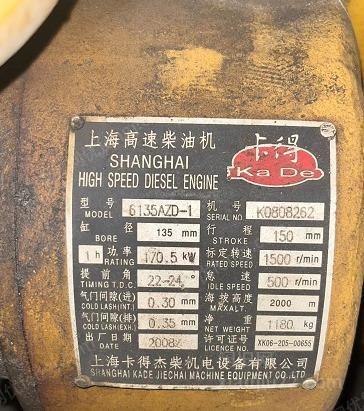 上海高速柴油机
SHANGHAI
HIGH SPEED DIESEL ENGINE
卡得
Ka De
型号 MODEL 6135AZD-1 机号 SERIAL NO. K0808262
缸径 BORE 135 mm 行程 STROKE 150 mm
1h 功率 RATING 170.5 kW 标定转速 RATED SPEED 1500 r/min
提前角 TIMING T.D.C. 22-24° 怠速 IDLE SPEED 500 r/min
气门间隙(进) COLD LASH(INT.) 0.30 mm 海拔高度 MAX ALT. 2000 m
气门间隙(排) COLD LASH(EXH.) 0.35 mm 净重 NET WEIGHT 1180 kg
出厂日期 DATE 2008 许可证号 LICENCE NO. XK06-205-00655
上海卡得杰柴机电设备有限公司
SHANGHAI KADE JIECHAI MACHINE EQUIPMENT CO.,LTD